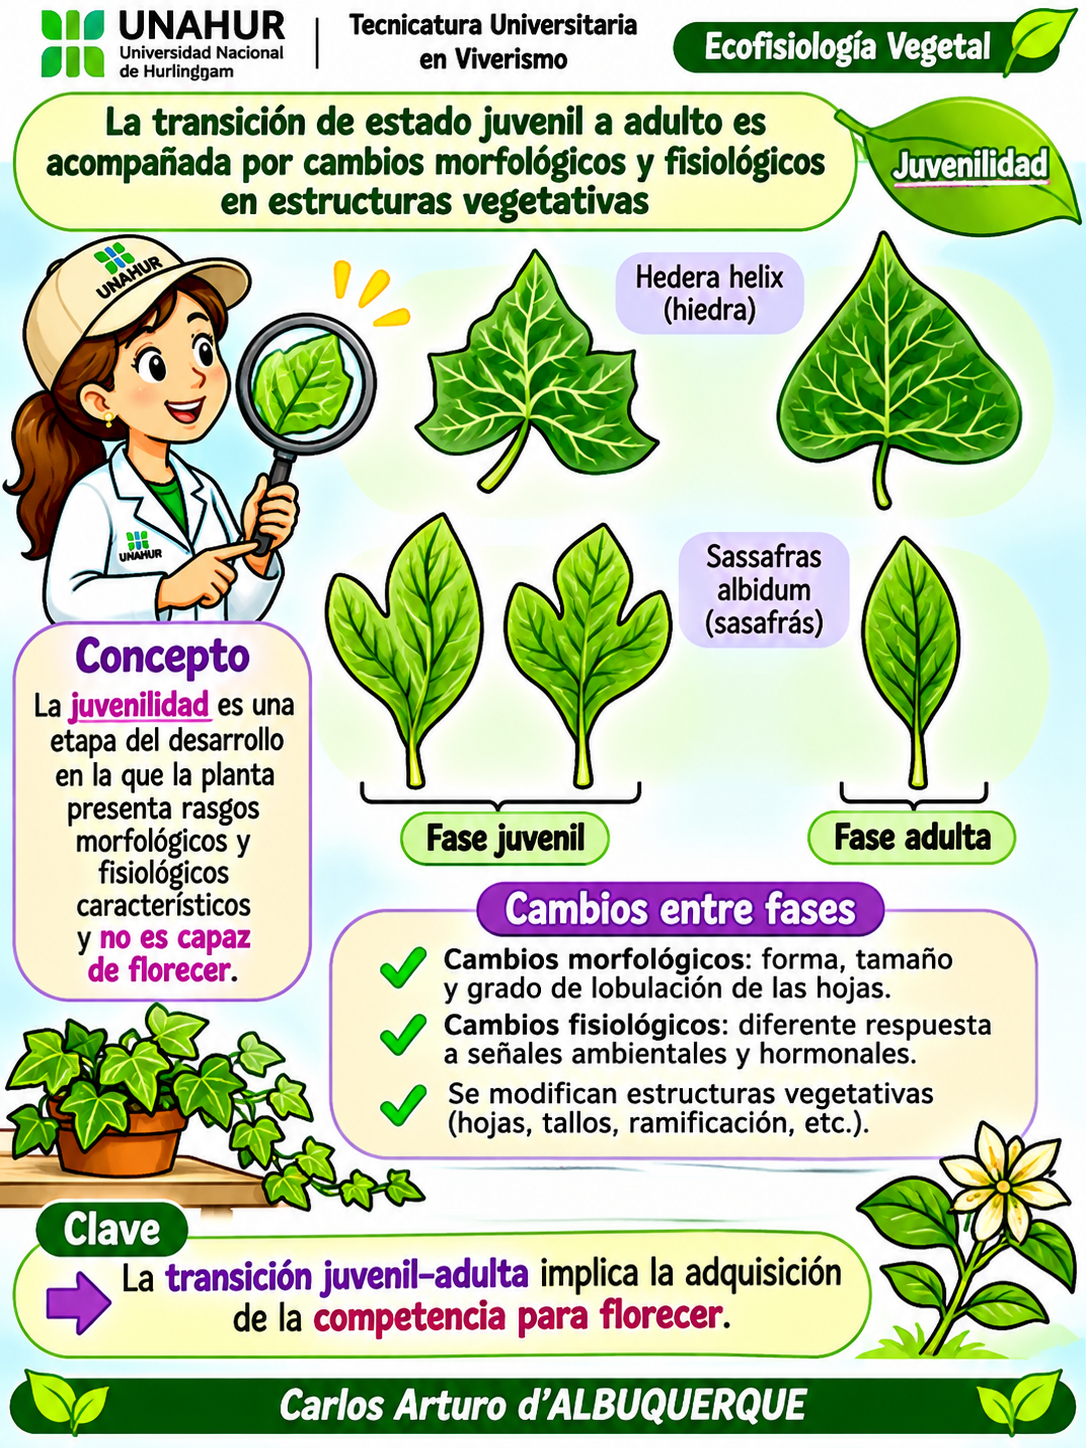 UNAHUR
Universidad Nacional
de Hurlinggam
Tecnicatura Universitaria
en Viverismo
Ecofisiología Vegetal
La transición de estado juvenil a adulto es
acompañada por cambios morfológicos y fisiológicos
en estructuras vegetativas
Juvenilidad
UNAHUR
UNAHUR
Hedera helix
(hiedra)
Sassafras
albidum
(sasafrás)
Fase juvenil
Fase adulta
Concepto
La juvenilidad es una
etapa del desarrollo
en la que la planta
presenta rasgos
morfológicos y
fisiológicos
característicos
y no es capaz
de florecer.
Cambios entre fases
Cambios morfológicos: forma, tamaño
y grado de lobulación de las hojas.
Cambios fisiológicos: diferente respuesta
a señales ambientales y hormonales.
Se modifican estructuras vegetativas
(hojas, tallos, ramificación, etc.).
Clave
La transición juvenil-adulta implica la adquisición
de la competencia para florecer.
Carlos Arturo d'ALBUQUERQUE